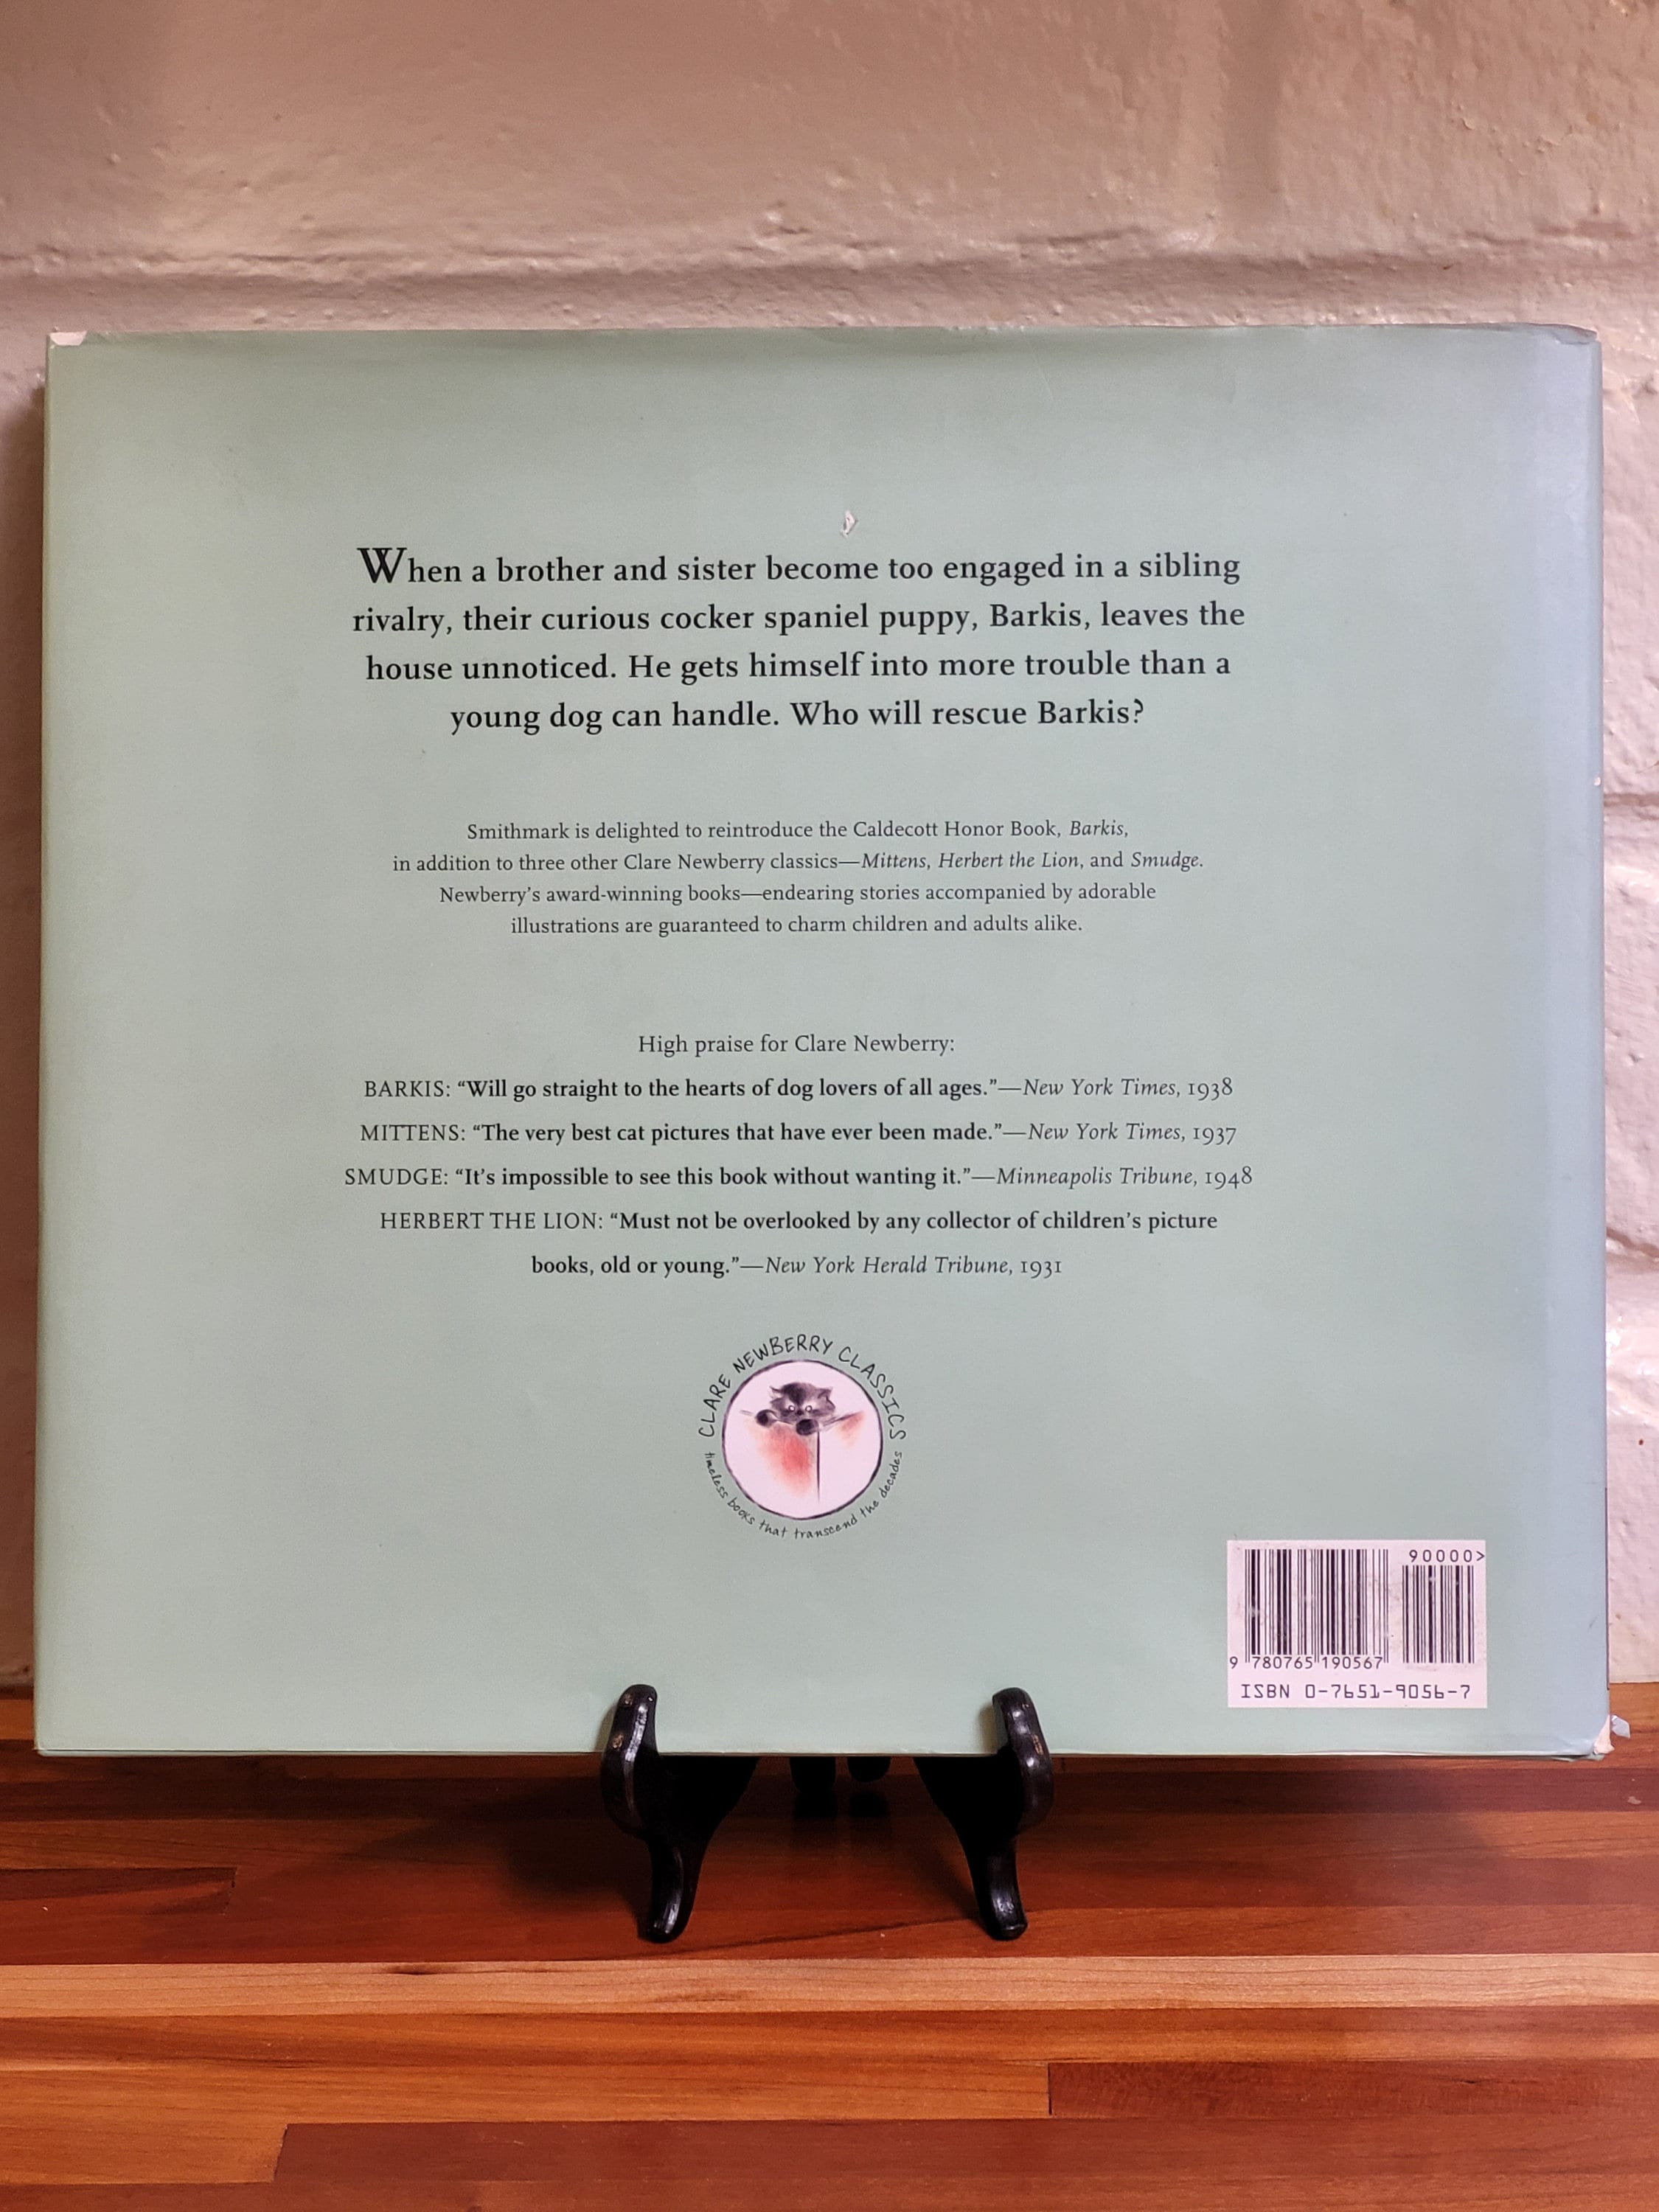 When a brother and sister become too engaged in a sibling
rivalry, their curious cocker spaniel puppy, Barkis, leaves the
house unnoticed. He gets himself into more trouble than a
young dog can handle. Who will rescue Barkis?
Smithmark is delighted to reintroduce the Caldecott Honor Book, Barkis,
in addition to three other Clare Newberry classics—Mittens, Herbert the Lion, and Smudge.
Newberry's award-winning books—endearing stories accompanied by adorable
illustrations are guaranteed to charm children and adults alike.
High praise for Clare Newberry:
BARKIS: “Will go straight to the hearts of dog lovers of all ages.”—New York Times, 1938
MITTENS: “The very best cat pictures that have ever been made.”—New York Times, 1937
SMUDGE: “It's impossible to see this book without wanting it.”—Minneapolis Tribune, 1948
HERBERT THE LION: “Must not be overlooked by any collector of children's picture
books, old or young.”—New York Herald Tribune, 1931
CLARE NEWBERRY CLASSICS
timeless books that transcend the decades
90000>
9 780765 190567
ISBN 0-7651-9056-7